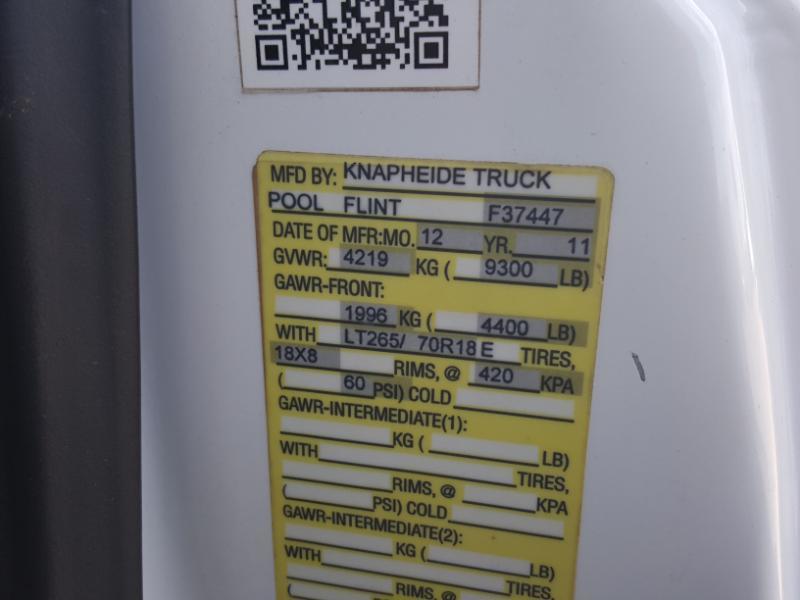 MFD BY: KNAPHEIDE TRUCK
POOL FLINT F37447
DATE OF MFR:MO. 12 YR. 11
GVWR: 4219 KG ( 9300 LB)
GAWR-FRONT:
1996 KG ( 4400 LB)
WITH LT265/ 70R18 E TIRES,
18X8 RIMS, @ 420 KPA
( 60 PSI) COLD
GAWR-INTERMEDIATE(1):
KG ( LB)
WITH TIRES,
RIMS, @ KPA
( PSI) COLD
GAWR-INTERMEDIATE(2):
KG ( LB)
WITH TIRES,
RIMS, @ KPA